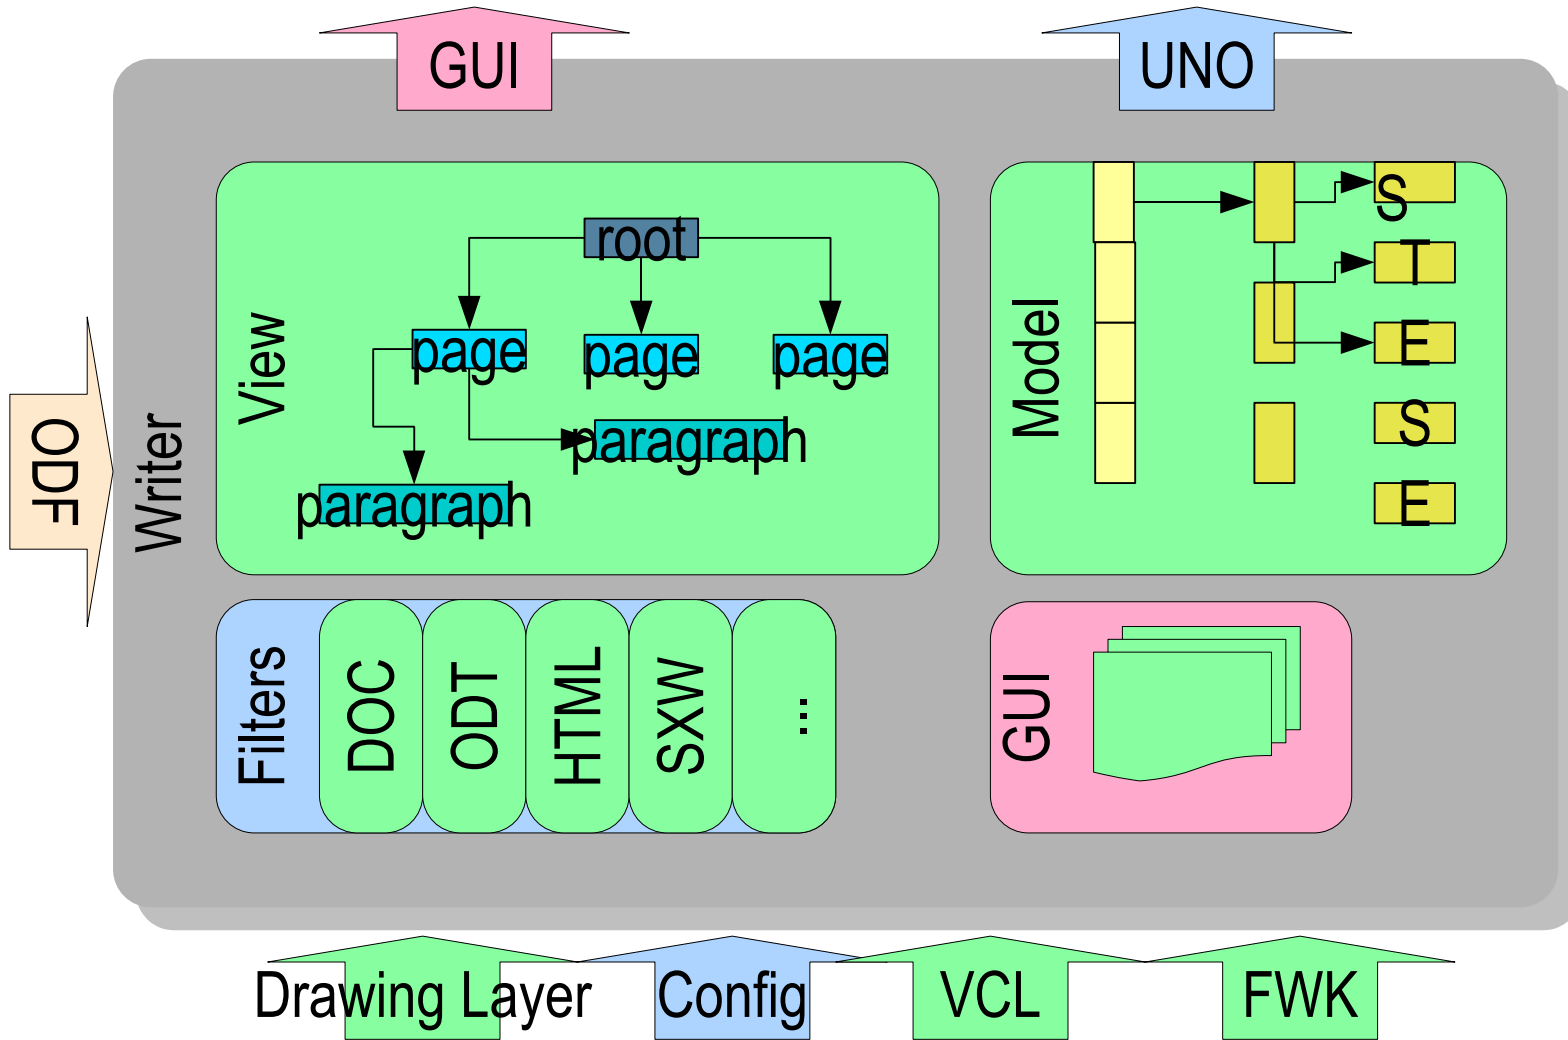 GUI
UNO
ODF
Writer
View
root
page
page
page
paragraph
paragraph
Model
S
T
E
S
E
Filters
DOC
ODT
HTML
SXW
...
GUI
Drawing Layer
Config
VCL
FWK